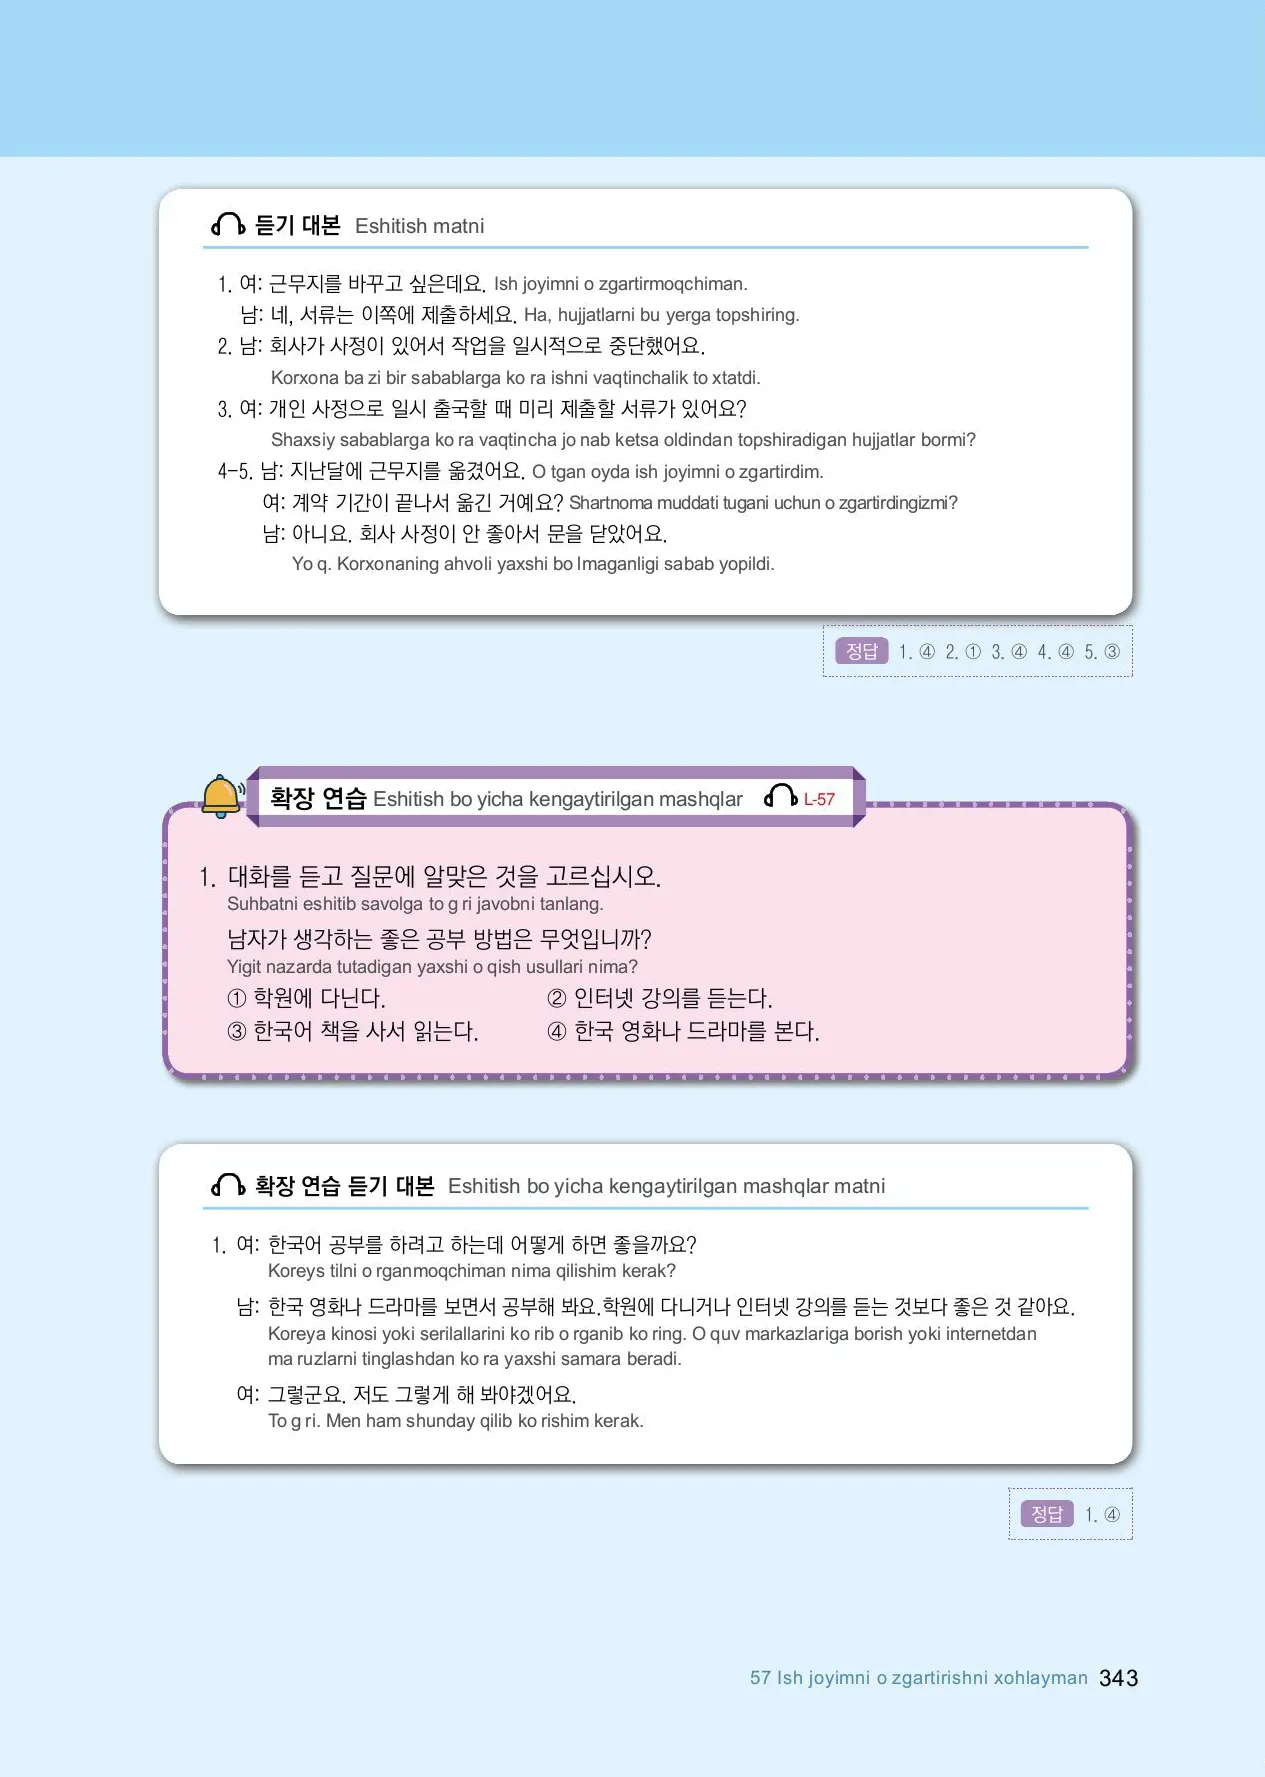 듣기 대본 Eshitish matni
1. 여: 근무지를 바꾸고 싶은데요. Ish joyimni o zgartirmoqchiman.
남: 네, 서류는 이쪽에 제출하세요. Ha, hujjatlarni bu yerga topshiring.
2. 남: 회사가 사정이 있어서 작업을 일시적으로 중단했어요.
Korxona ba zi bir sabablarga ko ra ishni vaqtinchalik to xtatdi.
3. 여: 개인 사정으로 일시 출국할 때 미리 제출할 서류가 있어요?
Shaxsiy sabablarga ko ra vaqtincha jo nab ketsa oldindan topshiradigan hujjatlar bormi?
4-5. 남: 지난달에 근무지를 옮겼어요. O tgan oyda ish joyimni o zgartirdim.
여: 계약 기간이 끝나서 옮긴 거예요? Shartnoma muddati tugani uchun o zgartirdingizmi?
남: 아니요. 회사 사정이 안 좋아서 문을 닫았어요.
Yo q. Korxonaning ahvoli yaxshi bo lmaganligi sabab yopildi.
정답 1. ④ 2. ① 3. ④ 4. ④ 5. ③
확장 연습 Eshitish bo yicha kengaytirilgan mashqlar L-57
1. 대화를 듣고 질문에 알맞은 것을 고르십시오.
Suhbatni eshitib savolga to g ri javobni tanlang.
남자가 생각하는 좋은 공부 방법은 무엇입니까?
Yigit nazarda tutadigan yaxshi o qish usullari nima?
① 학원에 다닌다. ② 인터넷 강의를 듣는다.
③ 한국어 책을 사서 읽는다. ④ 한국 영화나 드라마를 본다.
확장 연습 듣기 대본 Eshitish bo yicha kengaytirilgan mashqlar matni
1. 여: 한국어 공부를 하려고 하는데 어떻게 하면 좋을까요?
Koreys tilni o rganmoqchiman nima qilishim kerak?
남: 한국 영화나 드라마를 보면서 공부해 봐요.학원에 다니거나 인터넷 강의를 듣는 것보다 좋은 것 같아요.
Koreya kinosi yoki serilallarini ko rib o rganib ko ring. O quv markazlariga borish yoki internetdan
ma ruzlarni tinglashdan ko ra yaxshi samara beradi.
여: 그렇군요. 저도 그렇게 해 봐야겠어요.
To g ri. Men ham shunday qilib ko rishim kerak.
정답 1. ④
57 Ish joyimni o zgartirishni xohlayman 343